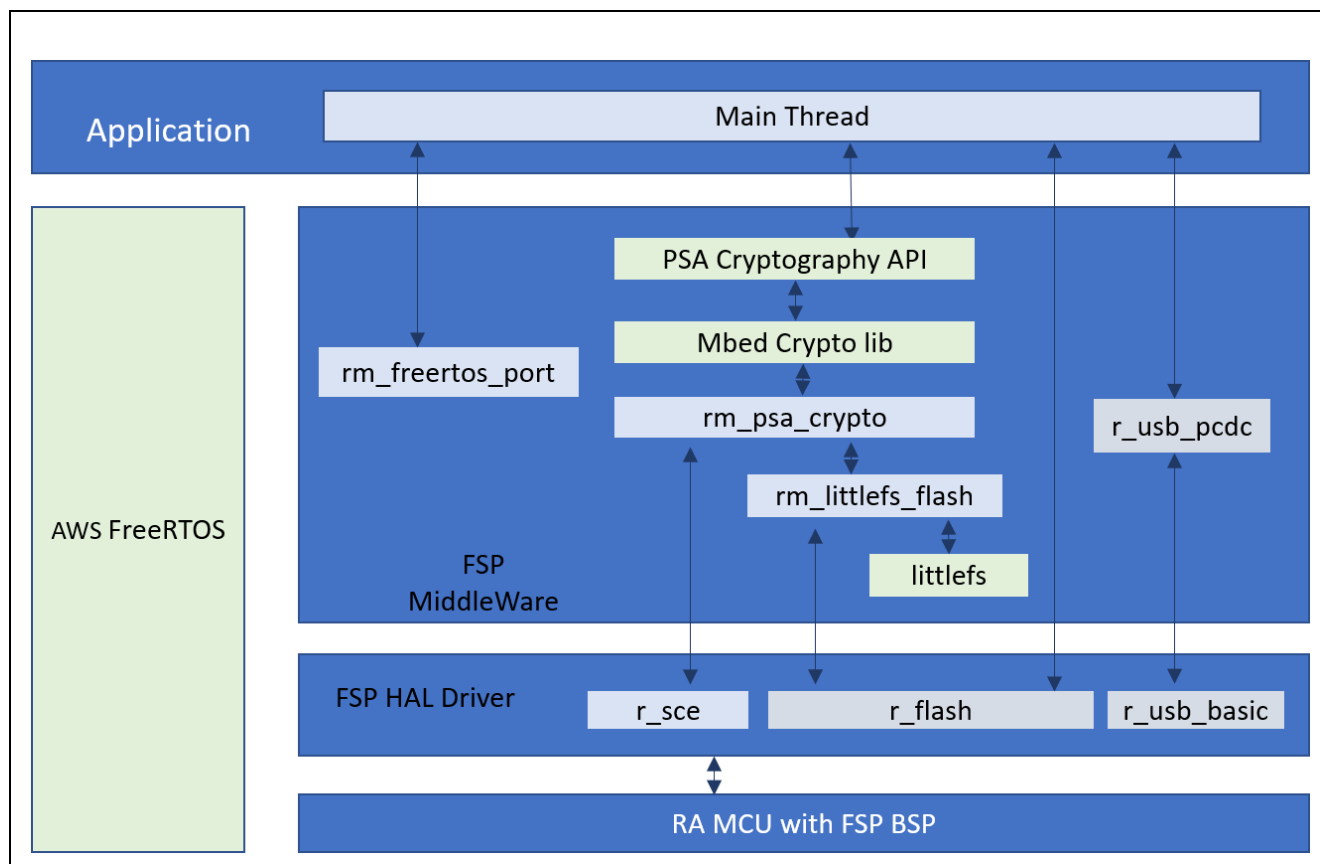 Application
Main Thread
AWS FreeRTOS
PSA Cryptography API
Mbed Crypto lib
rm_freertos_port
rm_psa_crypto
r_usb_pcdc
rm_littlefs_flash
littlefs
FSP
MiddleWare
FSP HAL Driver
r_sce
r_flash
r_usb_basic
RA MCU with FSP BSP